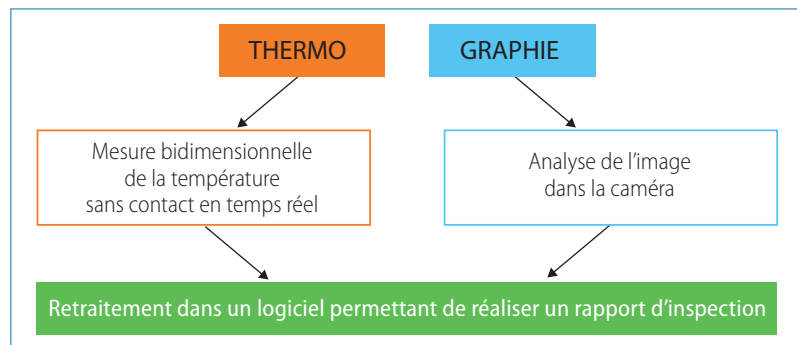 THERMO
GRAPHIE
Mesure bidimensionnelle
de la température
sans contact en temps réel
Analyse de l’image
dans la caméra
Retraitement dans un logiciel permettant de réaliser un rapport d’inspection